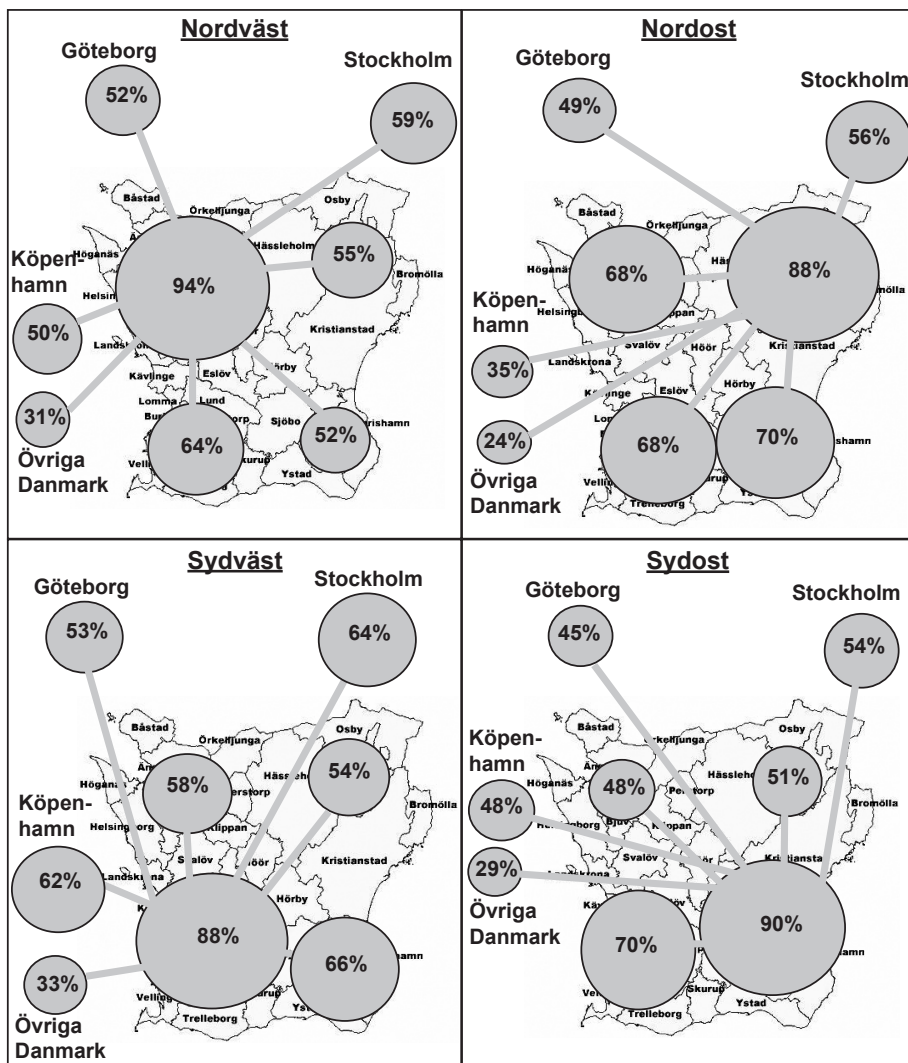 Nordväst
Göteborg
Stockholm
52%
59%
Båstad
Osby
Örkelljunga
Hässleholm
55%
Köpen-
hamn
Höganäs
Bromölla
94%
50%
Kristianstad
Kävlinge
Eslöv
31%
Lomma
Lund
Sjöbo
64%
52%
Övriga
Danmark
Ystad
Nordost
Göteborg
Stockholm
49%
56%
Båstad
Örkelljunga
Höganäs
68%
88%
Köpen-
hamn
Svalöv
Höör
Kristianstad
35%
Landskrona
Eslöv
Hörby
24%
68%
70%
Övriga
Danmark
Trelleborg
Sydväst
Göteborg
Stockholm
53%
64%
Båstad
Örkelljunga
Osby
Höganäs
58%
54%
Köpen-
hamn
Bromölla
Helsingborg
Klippan
Svalöv
Kristianstad
62%
Landskrona
Hörby
88%
66%
33%
Övriga
Danmark
Trelleborg
Sydost
Göteborg
Stockholm
45%
54%
Båstad
Osby
Köpen-
hamn
Höganäs
48%
51%
Bromölla
48%
Svalöv
29%
Övriga
Danmark
70%
90%
Skurup
Ystad